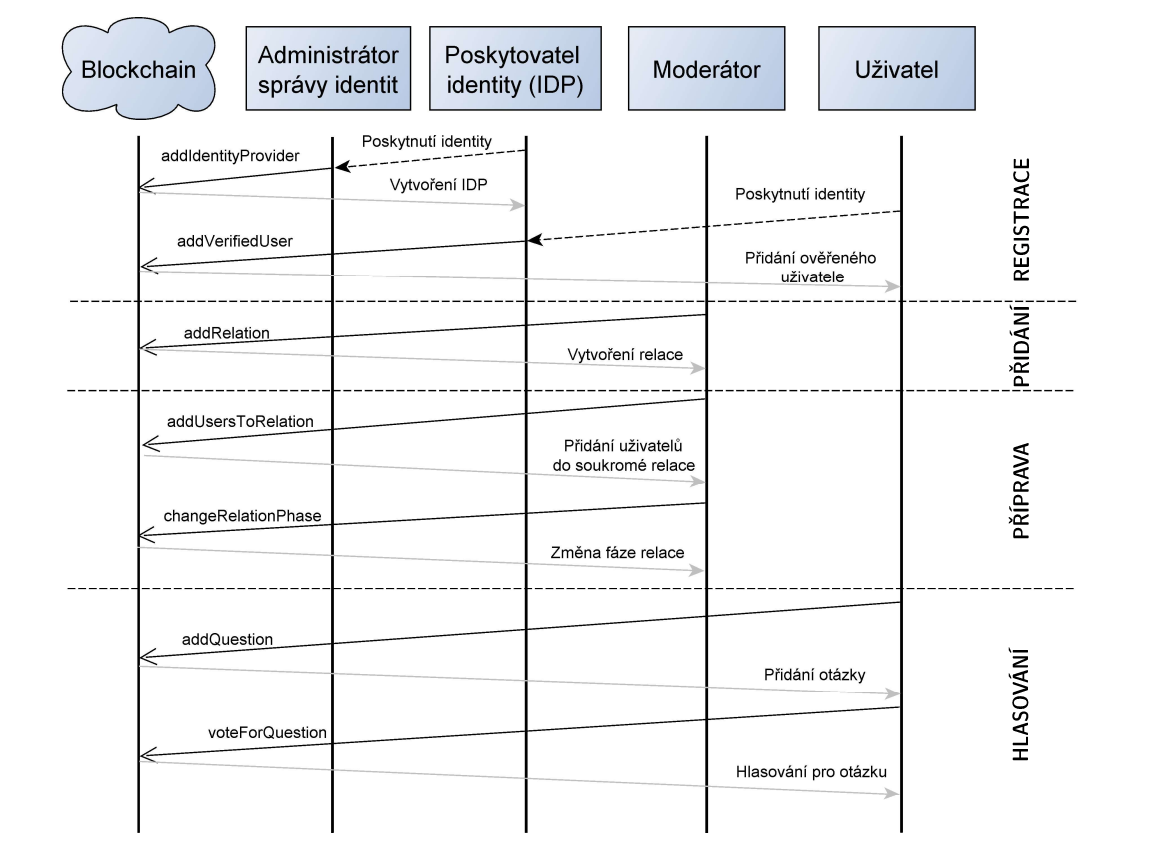 Blockchain
Administrátor
správy identit
Poskytovatel
identity (IDP)
Moderátor
Uživatel
Poskytnutí identity
addIdentityProvider
Vytvoření IDP
Poskytnutí identity
addVerifiedUser
Přidání ověřeného
uživatele
REGISTRACE
addRelation
Vytvoření relace
PŘIDÁNÍ
addUsersToRelation
Přidání uživatelů
do soukromé relace
changeRelationPhase
Změna fáze relace
PŘÍPRAVA
addQuestion
Přidání otázky
voteForQuestion
Hlasování pro otázku
HLASOVÁNÍ